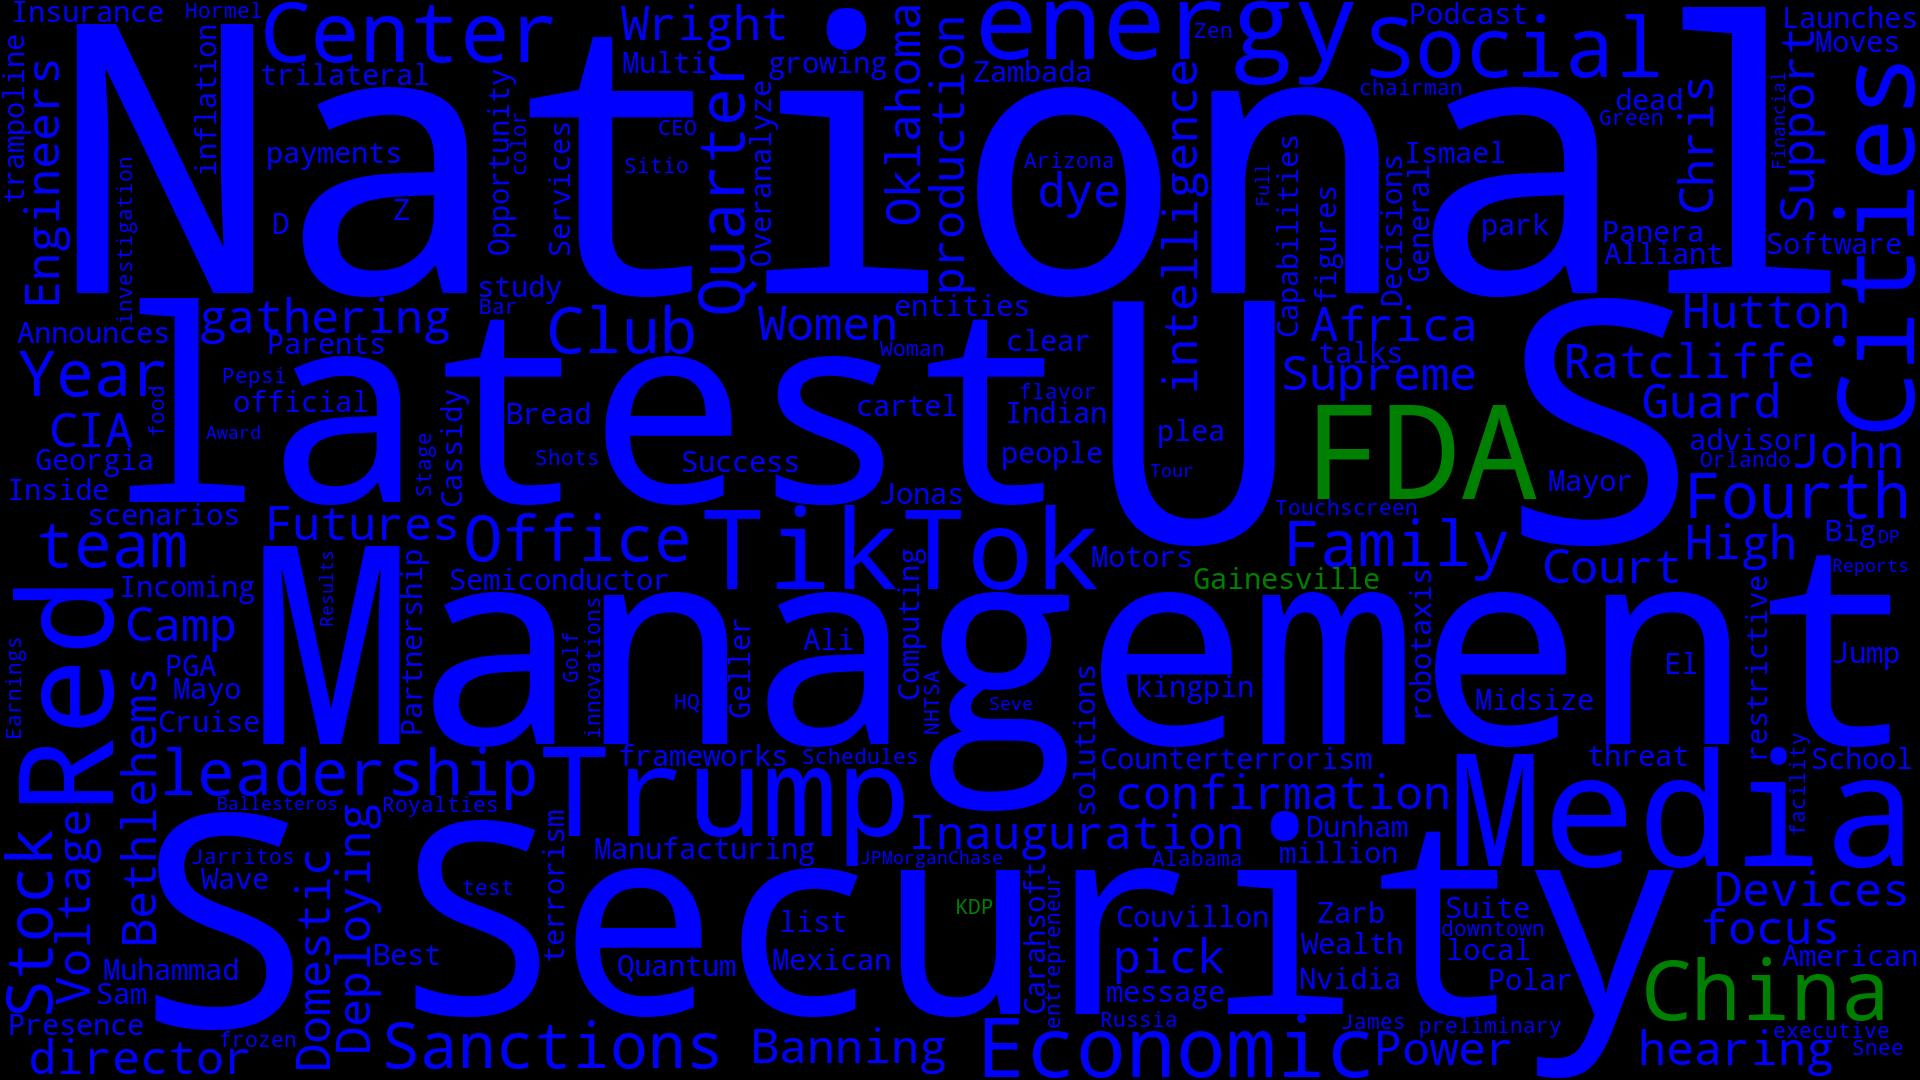 Insurance
Hormel
Center
Wright
energy
Zen
Social
Podcast
Launches
Moves
trampoline
Engineers
National
inflation
trilateral
Multi
growing
Quarter
Overanalyze
Oklahoma
production
Zambada
intelligence
chairman
dead
Green
Chris
Financial
Support
Cities
investigation
payments
Opportunity
color
Services
CEO
Sitio
Arizona
dye
Full
Capabilities
figures
Decisions
General
Ismael
park
Panera
Alliant
Software
D
Z
study
Bar
Announces
gathering
Parents
Club
Women
entities
Woman
clear
Africa
talks
Supreme
Hutton
Ratcliffe
Guard
Year
latest
U
S
Pepsi
official
food
Award
CIA
Georgia
Inside
Stage
Cassidy
Bread
Shots
Success
cartel
flavor
Indian
people
plea
Tour
FDA
Mayor
advisor
Orlando
John
Jonas
Touchscreen
Fourth
scenarios
Futures
Office
TikTok
Motors
Family
Court
High
Big
DP
team
Incoming
Semiconductor
Gainesville
Reports
Red
Camp
Results
Partnership
Management
innovations
Golf
Geller
Ali
Computing
NHTSA
Seve
solutions
kingpin
robotaxis
Midsize
El
restrictive
Jump
Earnings
PGA
Mayo
Cruise
HQ
Bethlehems
leadership
Trump
frameworks
Schedules
Counterterrorism
threat
School
facility
Ballesteros
Royalties
confirmation
Media
Stock
Voltage
Inauguration
Dunham
million
Manufacturing
JPMorganChase
Alabama
Jarritos
Wave
S
Security
Domestic
Deploying
terrorism
test
KDP
list
Carahsoft
entrepreneur
Couvillon
Zarb
Suite
downtown
Devices
focus
Best
Quantum
Mexican
pick
Wealth
local
American
Muhammad
Sam
message
Nvidia
Polar
China
Presence
frozen
director
Sanctions
Banning
Economic
Russia
James
preliminary
Power
hearing
executive
Snee